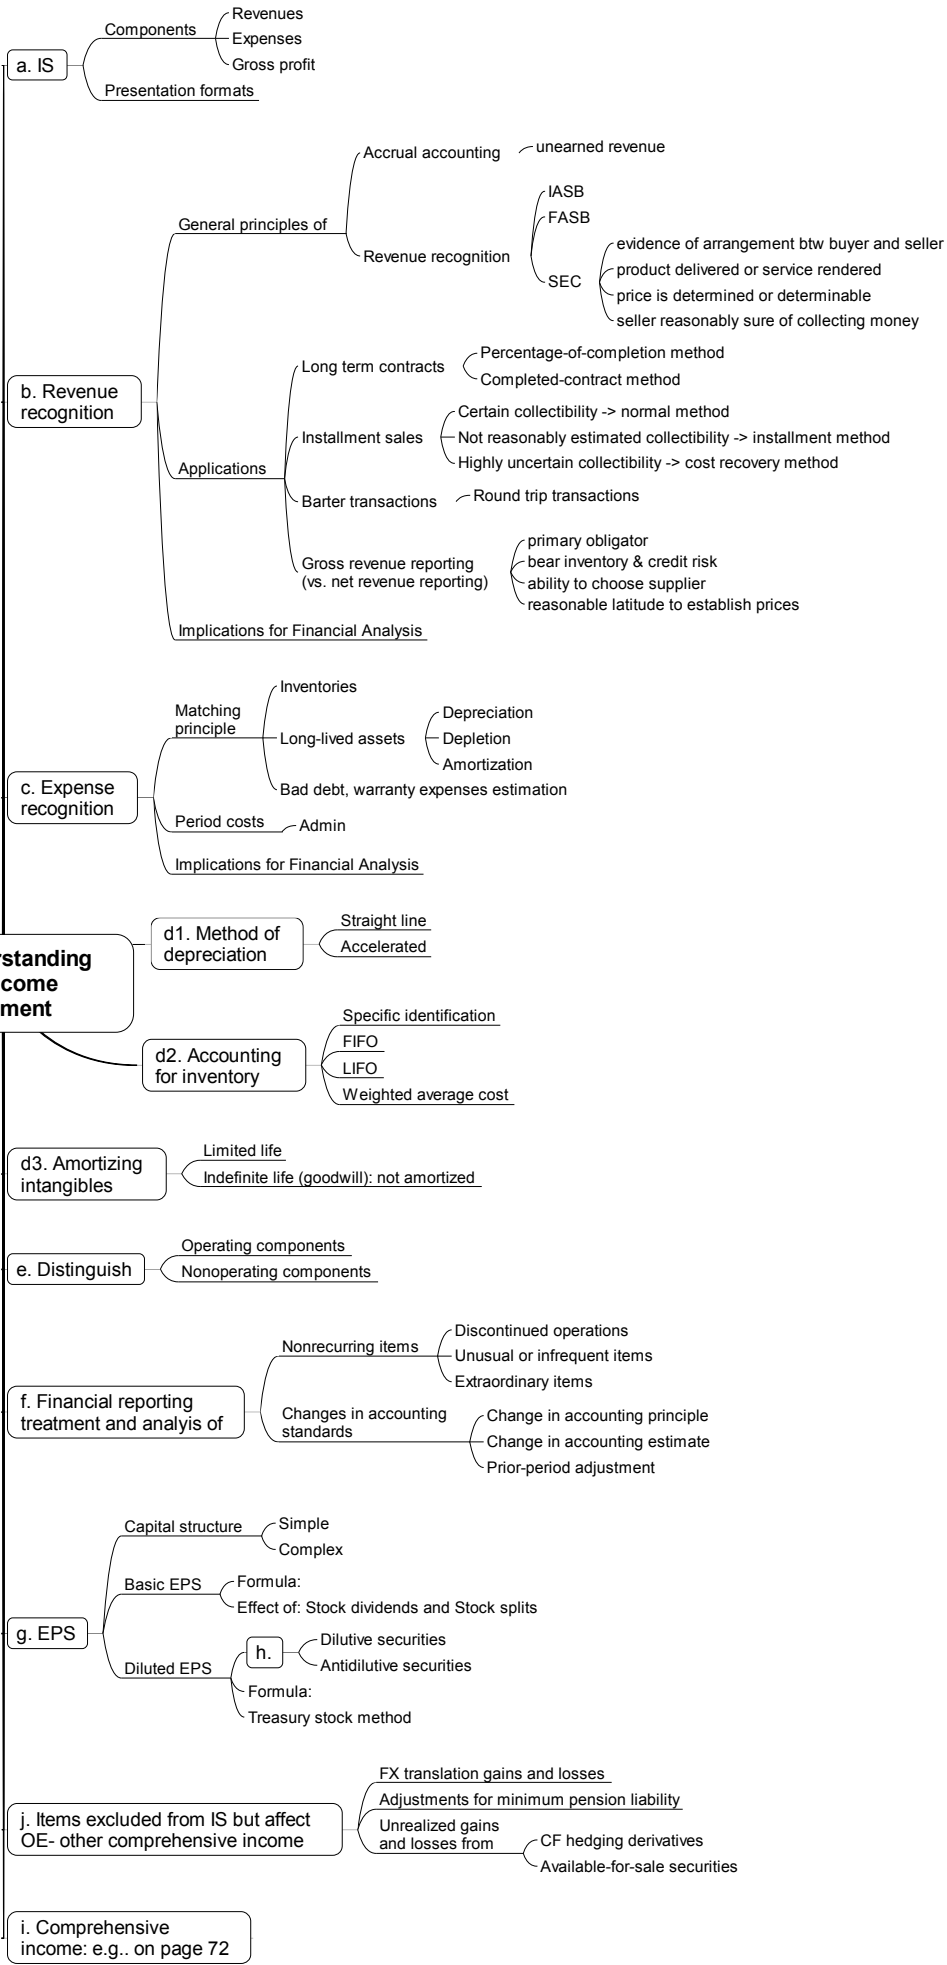 a. IS
Components
Revenues
Expenses
Gross profit
Presentation formats
b. Revenue
recognition
General principles of
Accrual accounting
unearned revenue
Revenue recognition
IASB
FASB
SEC
evidence of arrangement btw buyer and seller
product delivered or service rendered
price is determined or determinable
seller reasonably sure of collecting money
Applications
Long term contracts
Percentage-of-completion method
Completed-contract method
Installment sales
Certain collectibility -> normal method
Not reasonably estimated collectibility -> installment method
Highly uncertain collectibility -> cost recovery method
Barter transactions
Round trip transactions
Gross revenue reporting
(vs. net revenue reporting)
primary obligator
bear inventory & credit risk
ability to choose supplier
reasonable latitude to establish prices
Implications for Financial Analysis
c. Expense
recognition
Matching
principle
Inventories
Long-lived assets
Depreciation
Depletion
Amortization
Bad debt, warranty expenses estimation
Period costs
Admin
Implications for Financial Analysis
rstanding
come
ment
d1. Method of
depreciation
Straight line
Accelerated
d2. Accounting
for inventory
Specific identification
FIFO
LIFO
Weighted average cost
d3. Amortizing
intangibles
Limited life
Indefinite life (goodwill): not amortized
e. Distinguish
Operating components
Nonoperating components
f. Financial reporting
treatment and analyis of
Nonrecurring items
Discontinued operations
Unusual or infrequent items
Extraordinary items
Changes in accounting
standards
Change in accounting principle
Change in accounting estimate
Prior-period adjustment
g. EPS
Capital structure
Simple
Complex
Basic EPS
Formula:
Effect of: Stock dividends and Stock splits
Diluted EPS
h.
Dilutive securities
Antidilutive securities
Formula:
Treasury stock method
j. Items excluded from IS but affect
OE- other comprehensive income
FX translation gains and losses
Adjustments for minimum pension liability
Unrealized gains
and losses from
CF hedging derivatives
Available-for-sale securities
i. Comprehensive
income: e.g.. on page 72